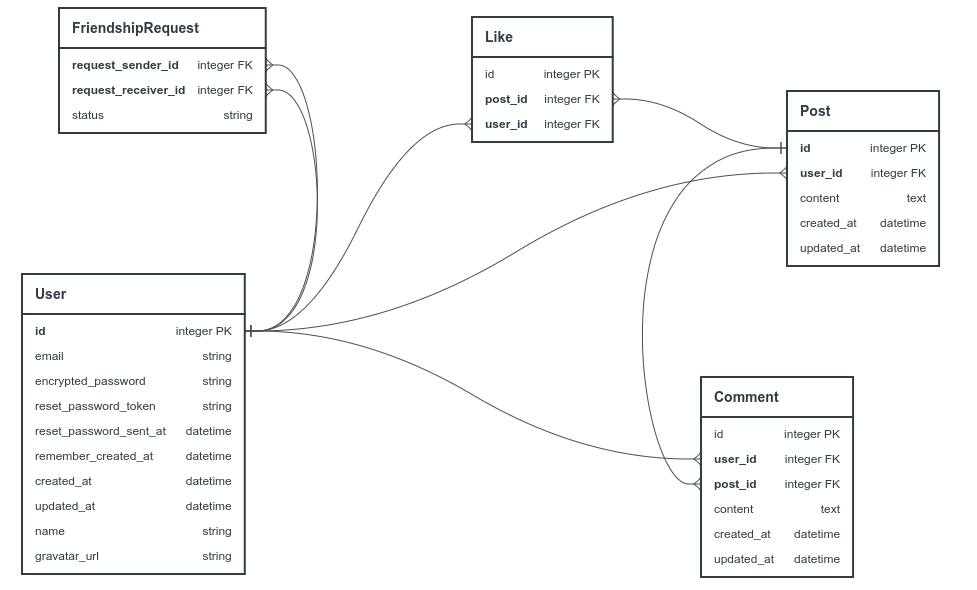 FriendshipRequest
request_sender_id integer FK
request_receiver_id integer FK
status string
Like
id integer PK
post_id integer FK
user_id integer FK
Post
id integer PK
user_id integer FK
content text
created_at datetime
updated_at datetime
User
id integer PK
email string
encrypted_password string
reset_password_token string
reset_password_sent_at datetime
remember_created_at datetime
created_at datetime
updated_at datetime
name string
gravatar_url string
Comment
id integer PK
user_id integer FK
post_id integer FK
content text
created_at datetime
updated_at datetime